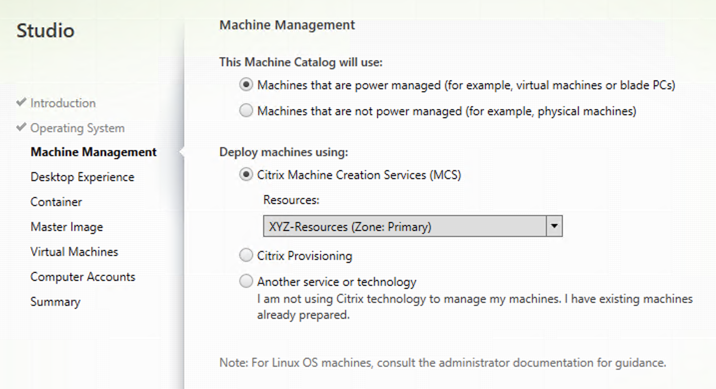 Studio
Introduction
Operating System
Machine Management
Desktop Experience
Container
Master Image
Virtual Machines
Computer Accounts
Summary
Machine Management
This Machine Catalog will use:
Machines that are power managed (for example, virtual machines or blade PCs)
Machines that are not power managed (for example, physical machines)
Deploy machines using:
Citrix Machine Creation Services (MCS)
Resources:
XYZ-Resources (Zone: Primary)
Citrix Provisioning
Another service or technology
I am not using Citrix technology to manage my machines. I have existing machines
already prepared.
Note: For Linux OS machines, consult the administrator documentation for guidance.